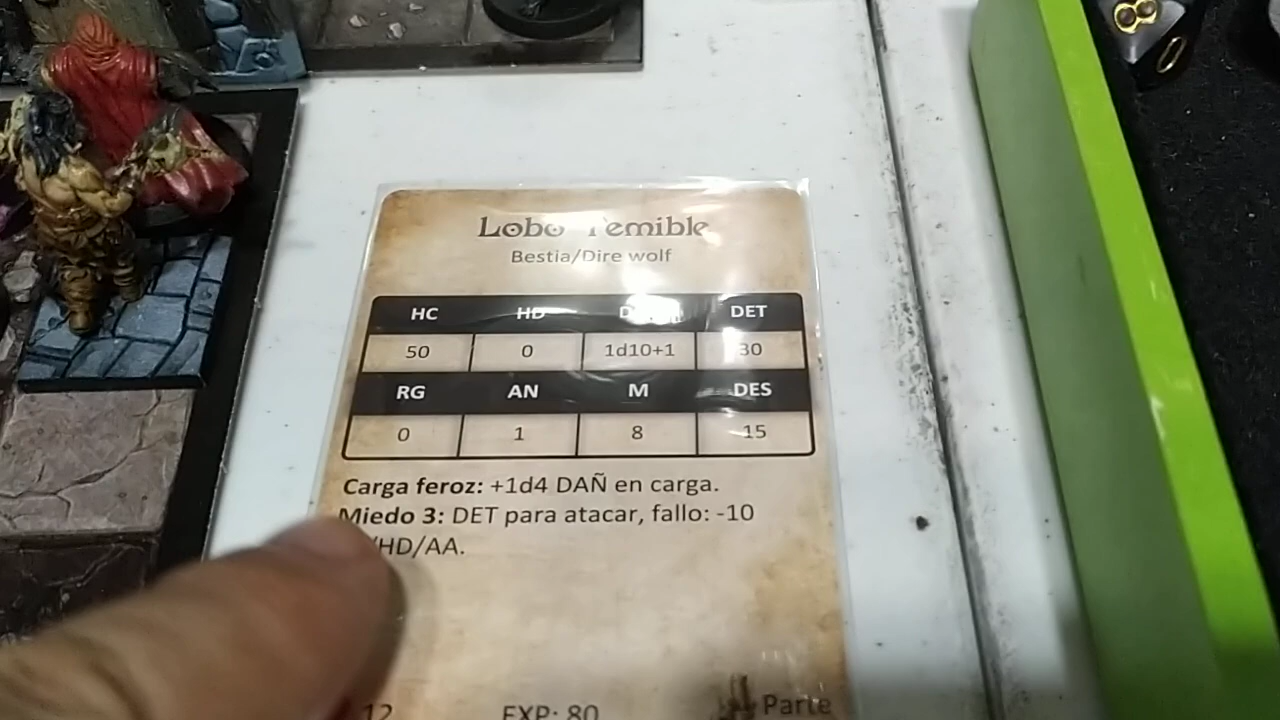 Lobo Temible
Bestia/Dire wolf
HC HD DET
50 0 1d10+1 30
RG AN M DES
0 1 8 15
Carga feroz: +1d4 DAÑ en carga.
Miedo 3: DET para atacar, fallo: -10
/HD/AA.
12 EXP: 80 Parte